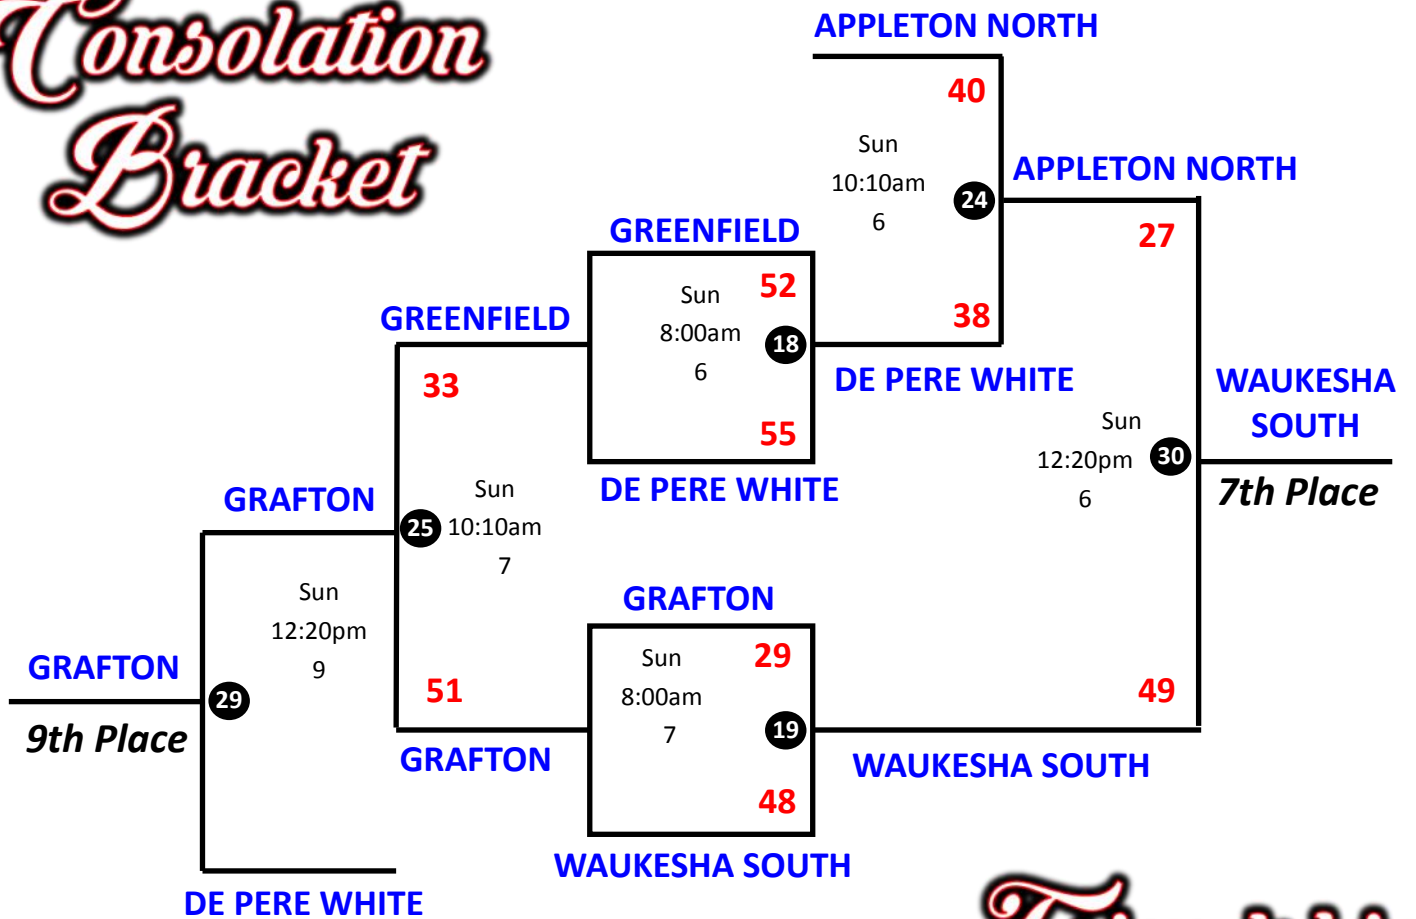 Consolation
Bracket
APPLETON NORTH
40
Sun
10:10am
6
24
38
APPLETON NORTH
27
GREENFIELD
52
Sun
8:00am
6
18
55
DE PERE WHITE
DE PERE WHITE
GREENFIELD
33
Sun
10:10am
7
25
51
GRAFTON
GRAFTON
Sun
12:20pm
9
29
GRAFTON
9th Place
DE PERE WHITE
GRAFTON
29
Sun
8:00am
7
19
48
WAUKESHA SOUTH
WAUKESHA SOUTH
49
Sun
12:20pm
6
30
WAUKESHA
SOUTH
7th Place